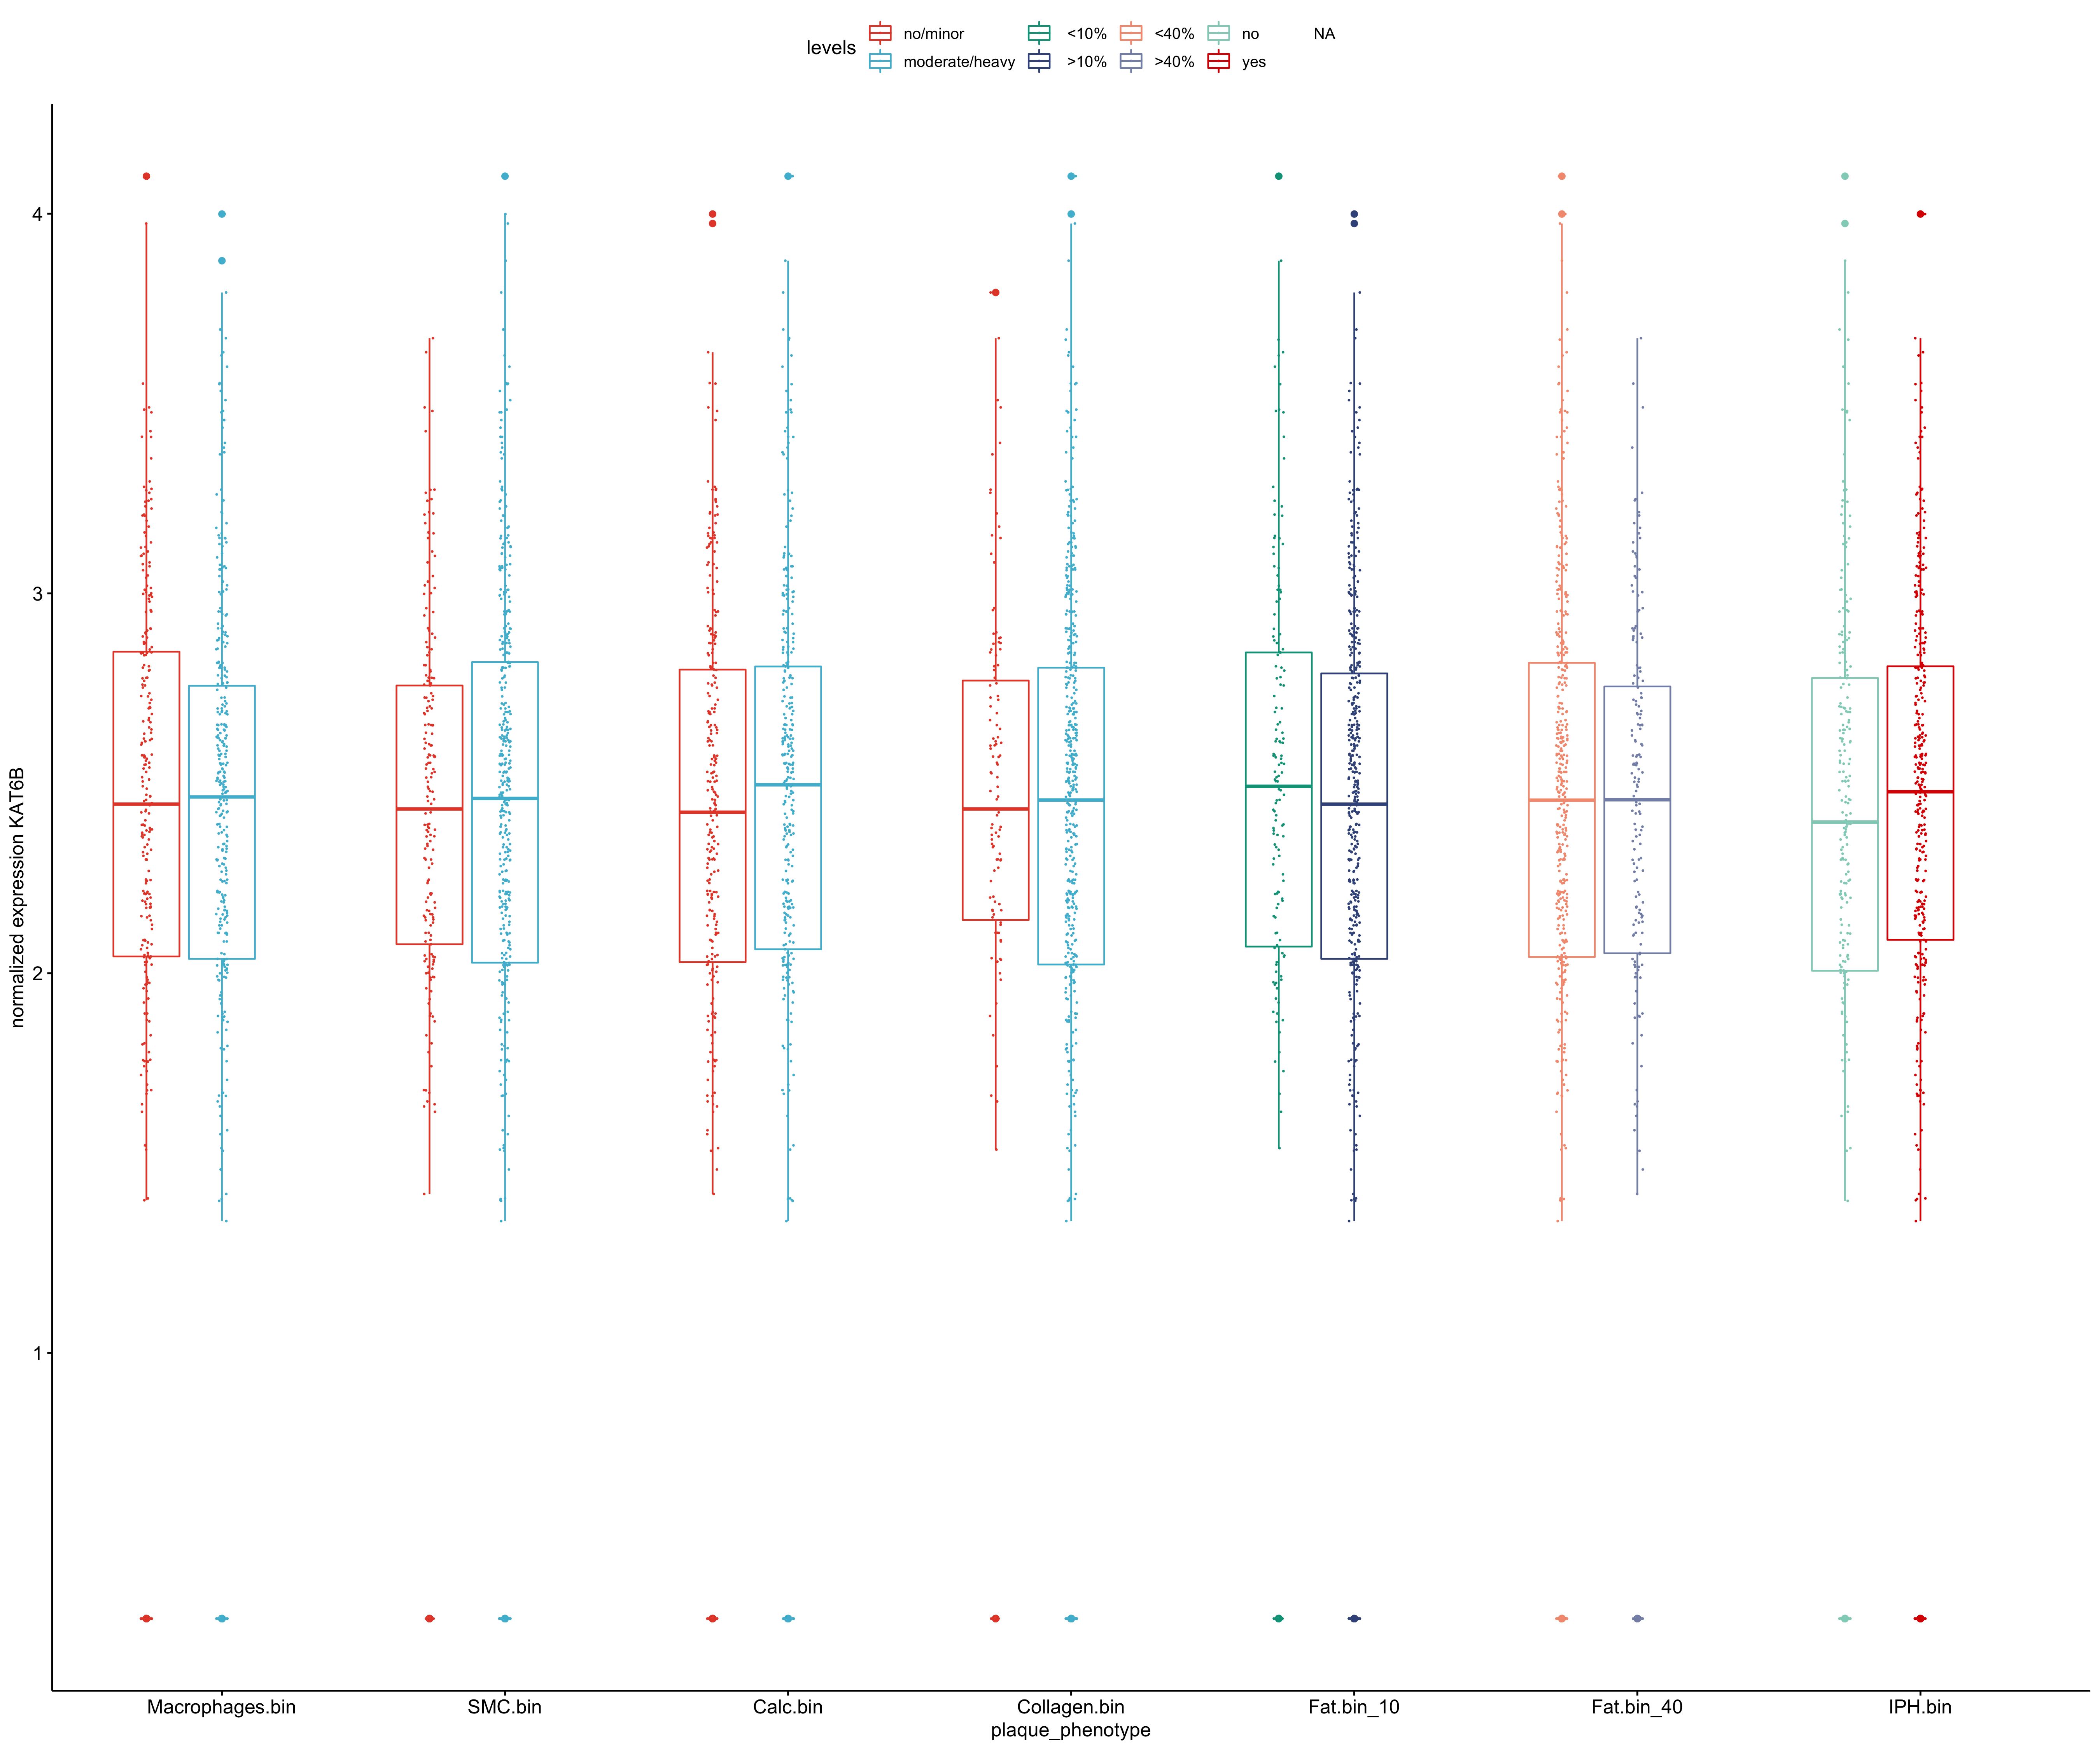 levels
no/minor <10% <40% no NA
moderate/heavy >10% >40% yes
normalized expression KAT6B
4
3
2
1
Macrophages.bin SMC.bin Calc.bin Collagen.bin Fat.bin_10 Fat.bin_40 IPH.bin
plaque_phenotype